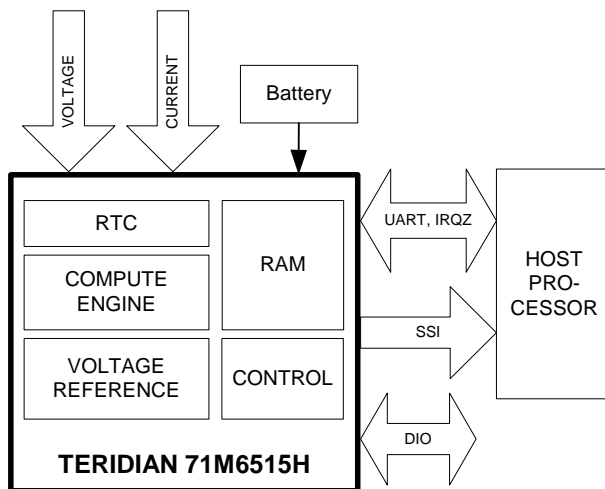 VOLTAGE
CURRENT
Battery
RTC
COMPUTE
ENGINE
VOLTAGE
REFERENCE
RAM
CONTROL
TERIDIAN 71M6515H
UART, IRQZ
SSI
DIO
HOST
PRO-
CESSOR